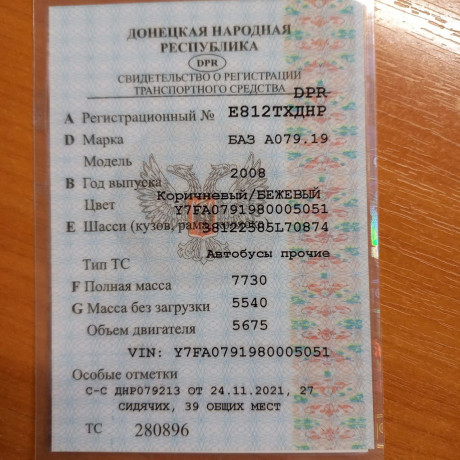 ДОНЕЦКАЯ НАРОДНАЯ
РЕСПУБЛИКА
DPR
СВИДЕТЕЛЬСТВО О РЕГИСТРАЦИИ
ТРАНСПОРТНОГО СРЕДСТВА
DPR
A Регистрационный № Е812ТХДНР
D Марка БАЗ А079.19
Модель
B Год выпуска 2008
Цвет Коричневый/БЕЖЕВЫЙ
Y7FA0791980005051
E Шасси (кузов, рама) 38122585L70874
Тип ТС Автобусы прочие
F Полная масса 7730
G Масса без загрузки 5540
Объем двигателя 5675
VIN: Y7FA0791980005051
Особые отметки
С-С ДНР079213 ОТ 24.11.2021, 27
СИДЯЧИХ, 39 ОБЩИХ МЕСТ
ТС 280896